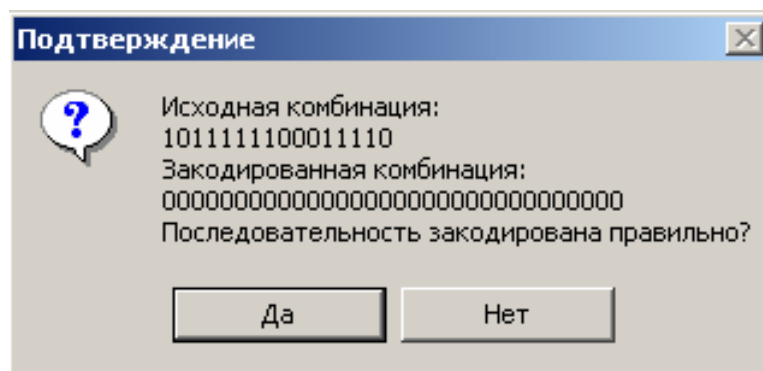 Подтверждение
?
Исходная комбинация:
1011111100011110
Закодированная комбинация:
00000000000000000000000000000000
Последовательность закодирована правильно?
Да
Нет